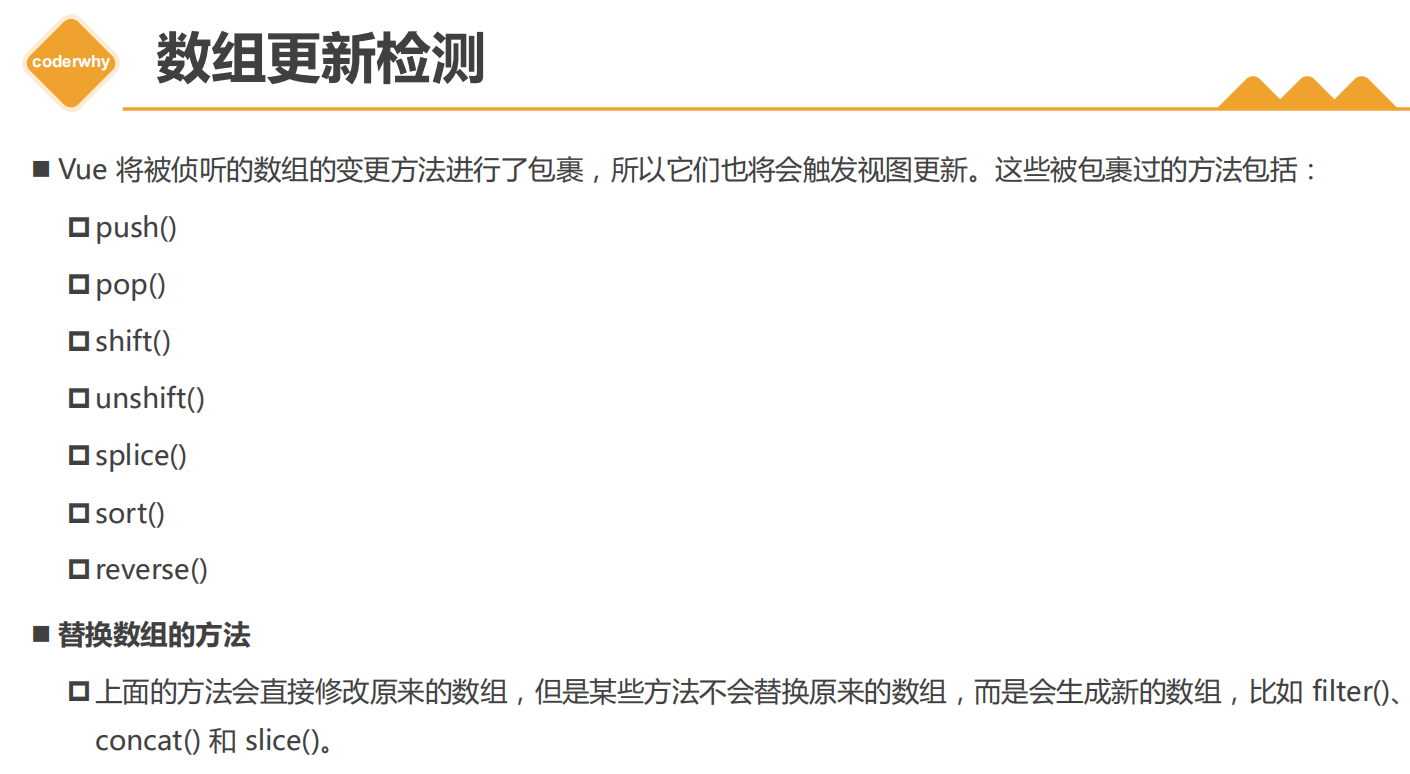 coderwhy
数组更新检测
Vue 将被侦听的数组的变更方法进行了包裹，所以它们也将会触发视图更新。这些被包裹过的方法包括：
push()
pop()
shift()
unshift()
splice()
sort()
reverse()
替换数组的方法
上面的方法会直接修改原来的数组，但是某些方法不会替换原来的数组，而是会生成新的数组，比如 filter()、
concat() 和 slice()。